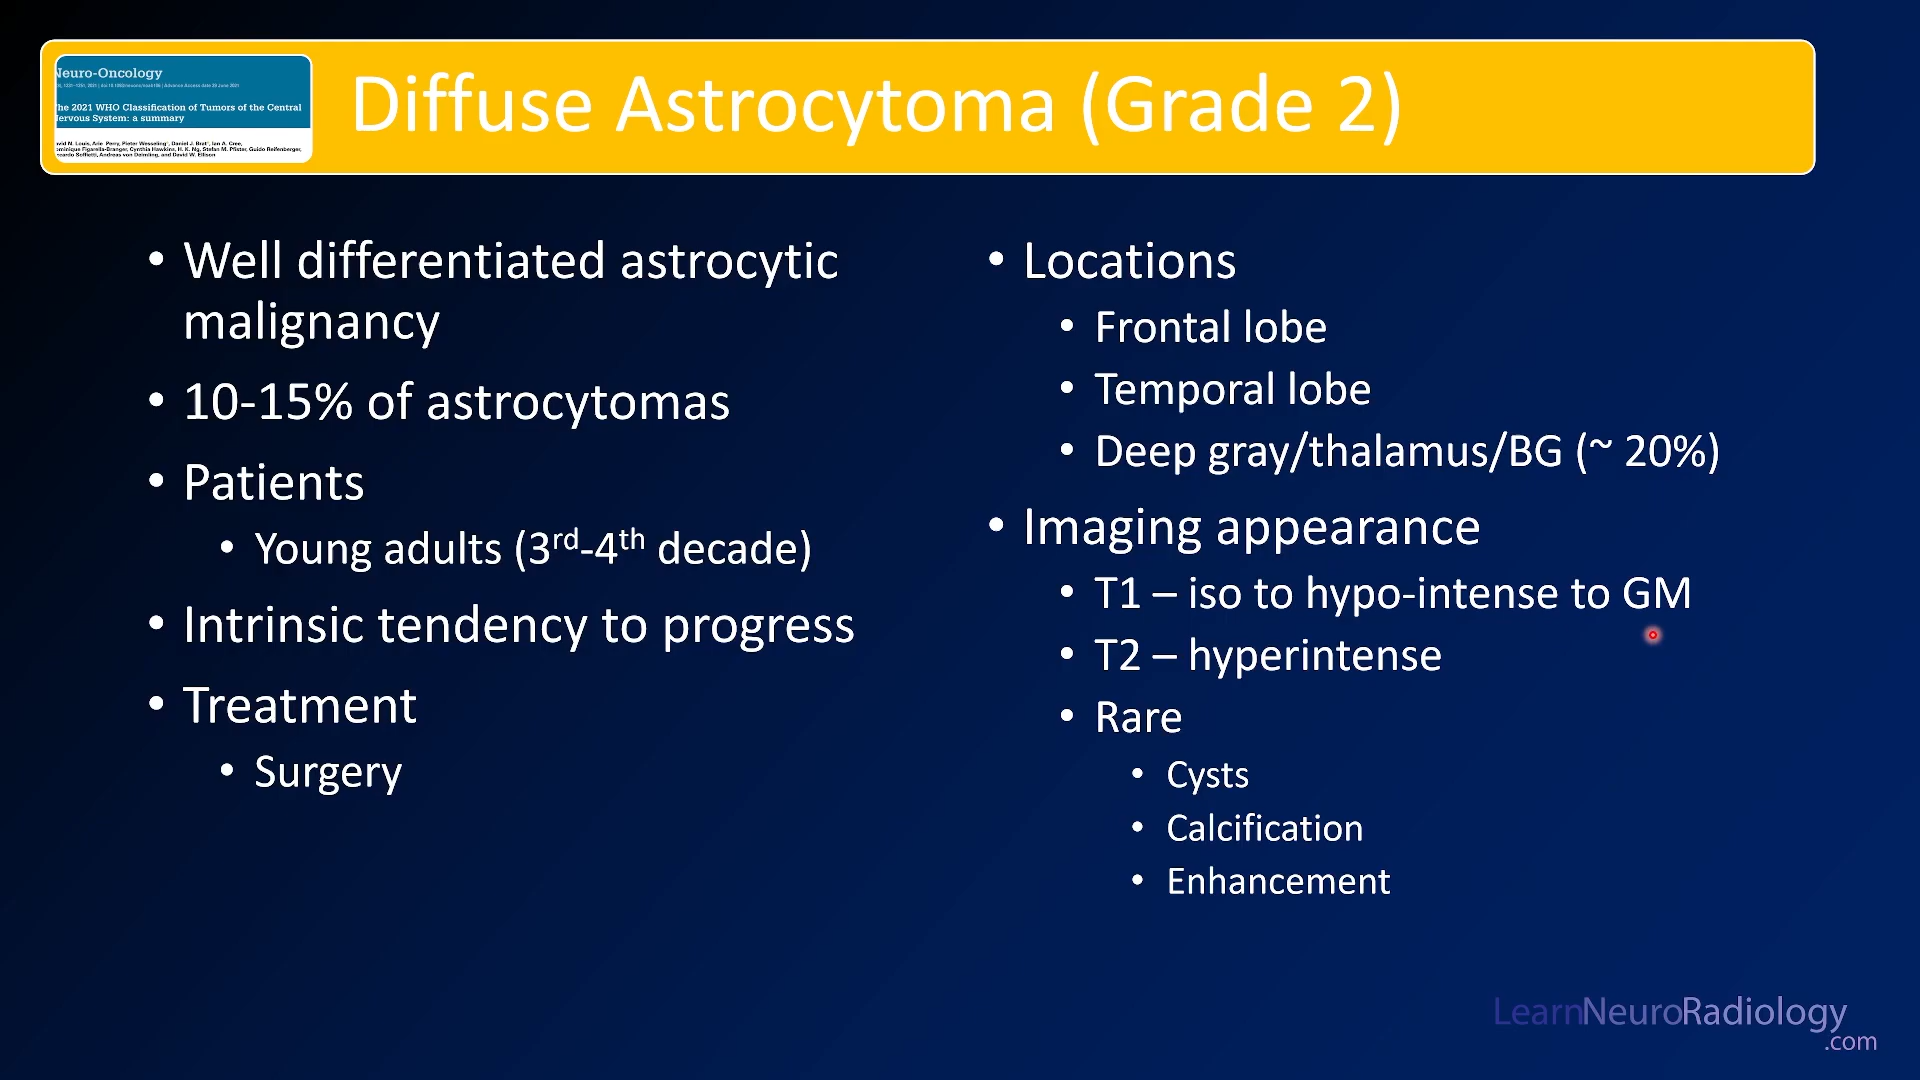 Neuro-Oncology
The 2021 WHO Classification of Tumors of the Central
Nervous System: a summary
Diffuse Astrocytoma (Grade 2)
• Well differentiated astrocytic
malignancy
• 10-15% of astrocytomas
• Patients
• Young adults (3rd-4th decade)
• Intrinsic tendency to progress
• Treatment
• Surgery
• Locations
• Frontal lobe
• Temporal lobe
• Deep gray/thalamus/BG (~ 20%)
• Imaging appearance
• T1 – iso to hypo-intense to GM
• T2 – hyperintense
• Rare
• Cysts
• Calcification
• Enhancement
LearnNeuroRadiology
.com